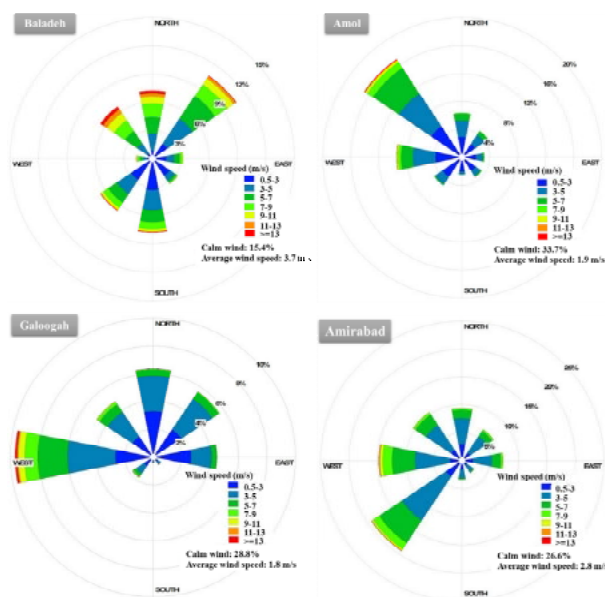 Baladeh
NORTH
15%
12%
9%
6%
3%
WEST
EAST
Wind speed (m/s)
0.5-3
3-5
5-7
7-9
9-11
11-13
>=13
Calm wind: 15.4%
Average wind speed: 3.7 m/s
SOUTH
Amol
NORTH
20%
16%
12%
8%
4%
WEST
EAST
Wind speed (m/s)
0.5-3
3-5
5-7
7-9
9-11
11-13
>=13
Calm wind: 33.7%
Average wind speed: 1.9 m/s
SOUTH
Galoogah
NORTH
10%
8%
6%
4%
2%
WEST
EAST
Wind speed (m/s)
0.5-3
3-5
5-7
7-9
9-11
11-13
>=13
Calm wind: 28.8%
Average wind speed: 1.8 m/s
SOUTH
Amirabad
NORTH
25%
20%
15%
10%
5%
WEST
EAST
Wind speed (m/s)
0.5-3
3-5
5-7
7-9
9-11
11-13
>=13
Calm wind: 26.6%
Average wind speed: 2.8 m/s
SOUTH